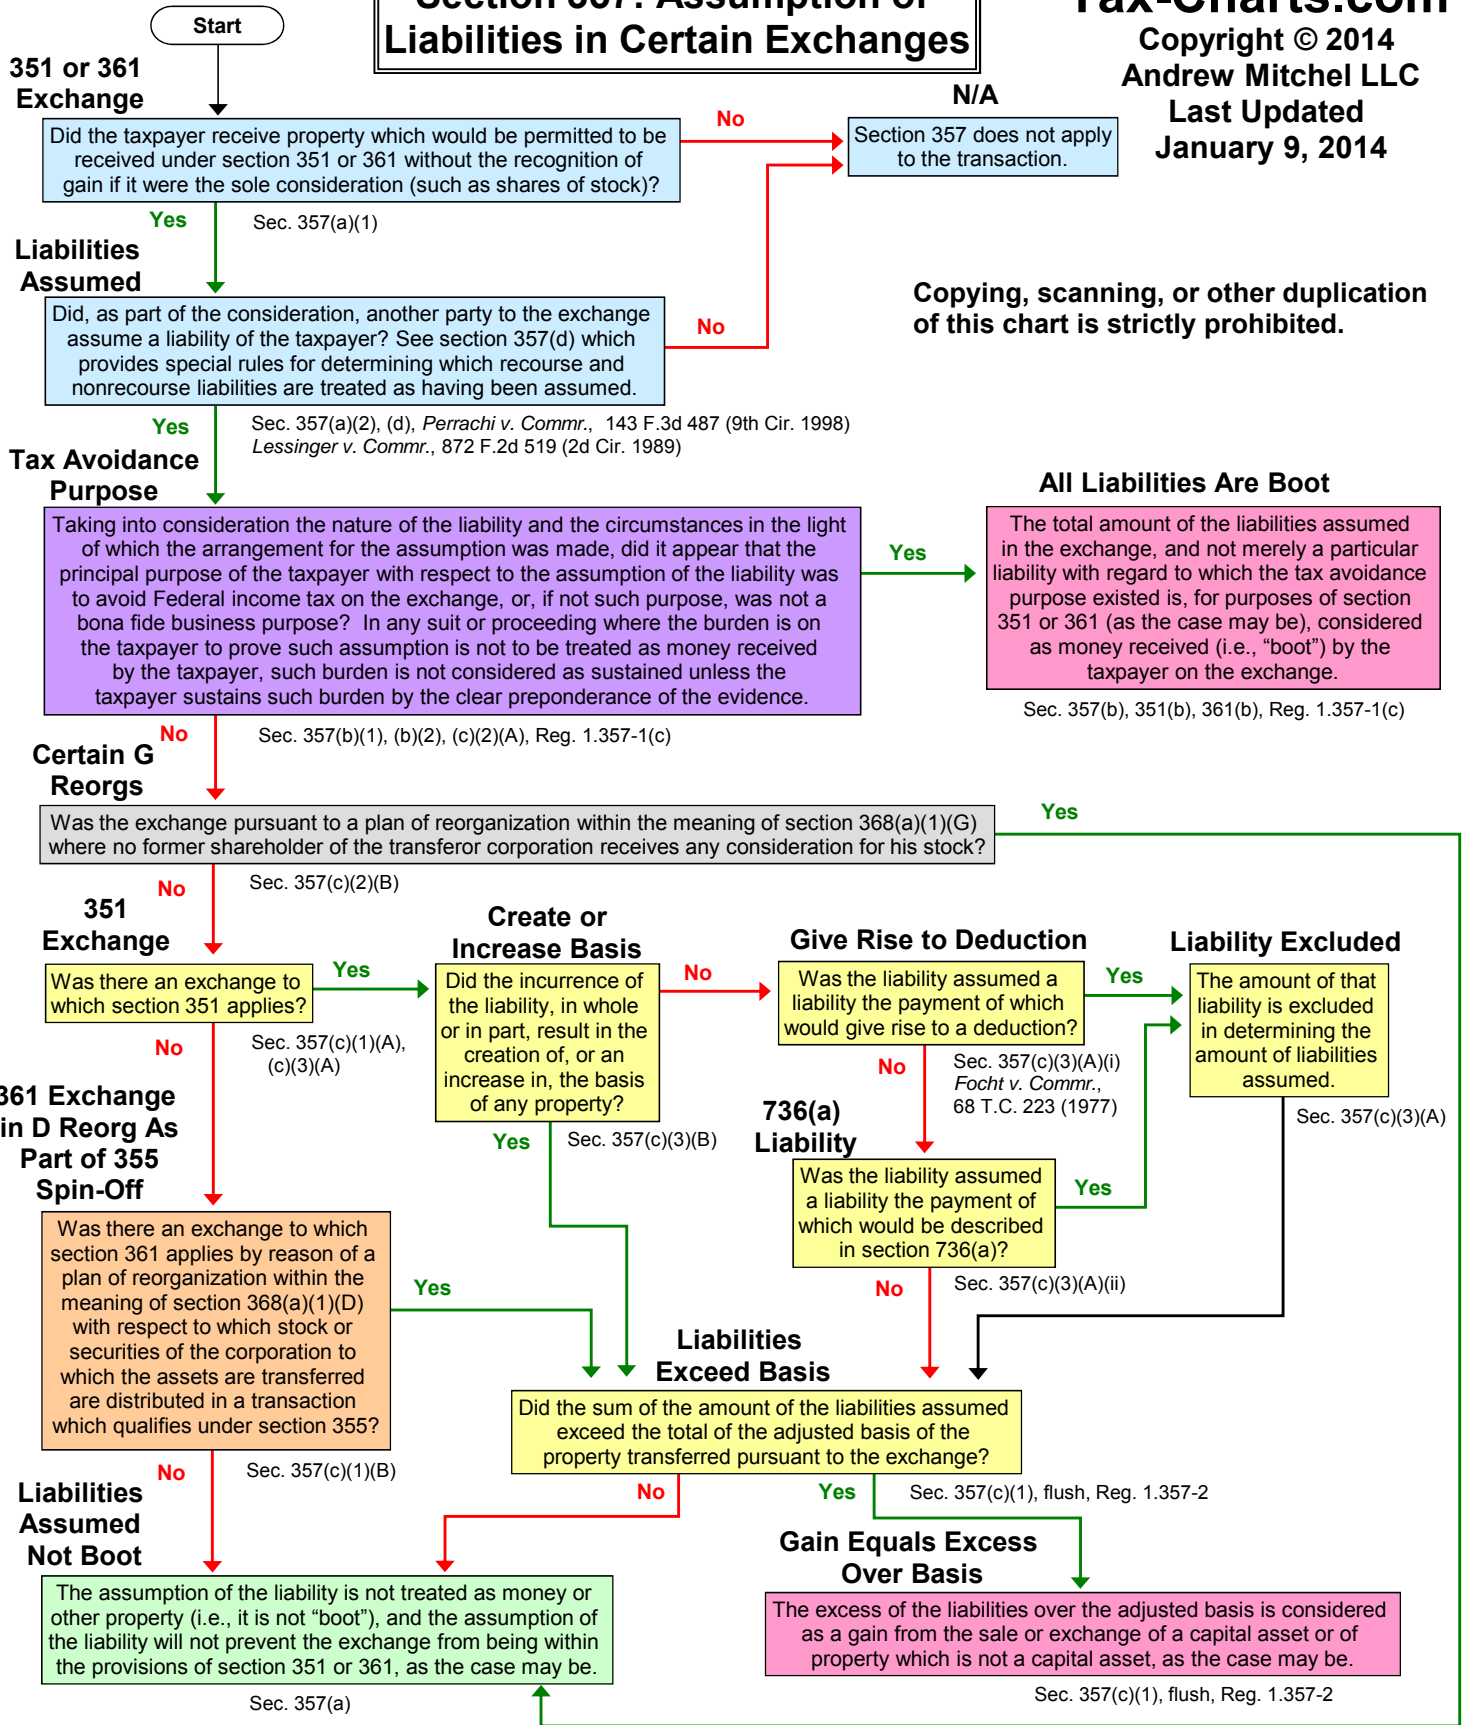 Section 357: Assumption of
Liabilities in Certain Exchanges
Tax-Charts.com
Copyright © 2014
Andrew Mitchel LLC
Last Updated
January 9, 2014
Start
351 or 361
Exchange
Did the taxpayer receive property which would be permitted to be
received under section 351 or 361 without the recognition of
gain if it were the sole consideration (such as shares of stock)?
No
N/A
Section 357 does not apply
to the transaction.
Yes
Sec. 357(a)(1)
Liabilities
Assumed
Did, as part of the consideration, another party to the exchange
assume a liability of the taxpayer? See section 357(d) which
provides special rules for determining which recourse and
nonrecourse liabilities are treated as having been assumed.
No
Copying, scanning, or other duplication
of this chart is strictly prohibited.
Yes
Sec. 357(a)(2), (d), Perrachi v. Commr., 143 F.3d 487 (9th Cir. 1998)
Lessinger v. Commr., 872 F.2d 519 (2d Cir. 1989)
Tax Avoidance
Purpose
Taking into consideration the nature of the liability and the circumstances in the light
of which the arrangement for the assumption was made, did it appear that the
principal purpose of the taxpayer with respect to the assumption of the liability was
to avoid Federal income tax on the exchange, or, if not such purpose, was not a
bona fide business purpose? In any suit or proceeding where the burden is on
the taxpayer to prove such assumption is not to be treated as money received
by the taxpayer, such burden is not considered as sustained unless the
taxpayer sustains such burden by the clear preponderance of the evidence.
Yes
All Liabilities Are Boot
The total amount of the liabilities assumed
in the exchange, and not merely a particular
liability with regard to which the tax avoidance
purpose existed is, for purposes of section
351 or 361 (as the case may be), considered
as money received (i.e., “boot”) by the
taxpayer on the exchange.
Sec. 357(b), 351(b), 361(b), Reg. 1.357-1(c)
No
Sec. 357(b)(1), (b)(2), (c)(2)(A), Reg. 1.357-1(c)
Certain G
Reorgs
Was the exchange pursuant to a plan of reorganization within the meaning of section 368(a)(1)(G)
where no former shareholder of the transferor corporation receives any consideration for his stock?
Yes
No
Sec. 357(c)(2)(B)
351
Exchange
Was there an exchange to
which section 351 applies?
Yes
No
Sec. 357(c)(1)(A),
(c)(3)(A)
Create or
Increase Basis
Did the incurrence of
the liability, in whole
or in part, result in the
creation of, or an
increase in, the basis
of any property?
No
Yes
Sec. 357(c)(3)(B)
Give Rise to Deduction
Was the liability assumed a
liability the payment of which
would give rise to a deduction?
Yes
No
Sec. 357(c)(3)(A)(i)
Focht v. Commr.,
68 T.C. 223 (1977)
Liability Excluded
The amount of that
liability is excluded
in determining the
amount of liabilities
assumed.
Sec. 357(c)(3)(A)
736(a)
Liability
Was the liability assumed
a liability the payment of
which would be described
in section 736(a)?
Yes
No
Sec. 357(c)(3)(A)(ii)
361 Exchange
in D Reorg As
Part of 355
Spin-Off
Was there an exchange to which
section 361 applies by reason of a
plan of reorganization within the
meaning of section 368(a)(1)(D)
with respect to which stock or
securities of the corporation to
which the assets are transferred
are distributed in a transaction
which qualifies under section 355?
Yes
No
Sec. 357(c)(1)(B)
Liabilities
Exceed Basis
Did the sum of the amount of the liabilities assumed
exceed the total of the adjusted basis of the
property transferred pursuant to the exchange?
No
Yes
Sec. 357(c)(1), flush, Reg. 1.357-2
Liabilities
Assumed
Not Boot
The assumption of the liability is not treated as money or
other property (i.e., it is not “boot”), and the assumption of
the liability will not prevent the exchange from being within
the provisions of section 351 or 361, as the case may be.
Sec. 357(a)
Gain Equals Excess
Over Basis
The excess of the liabilities over the adjusted basis is considered
as a gain from the sale or exchange of a capital asset or of
property which is not a capital asset, as the case may be.
Sec. 357(c)(1), flush, Reg. 1.357-2